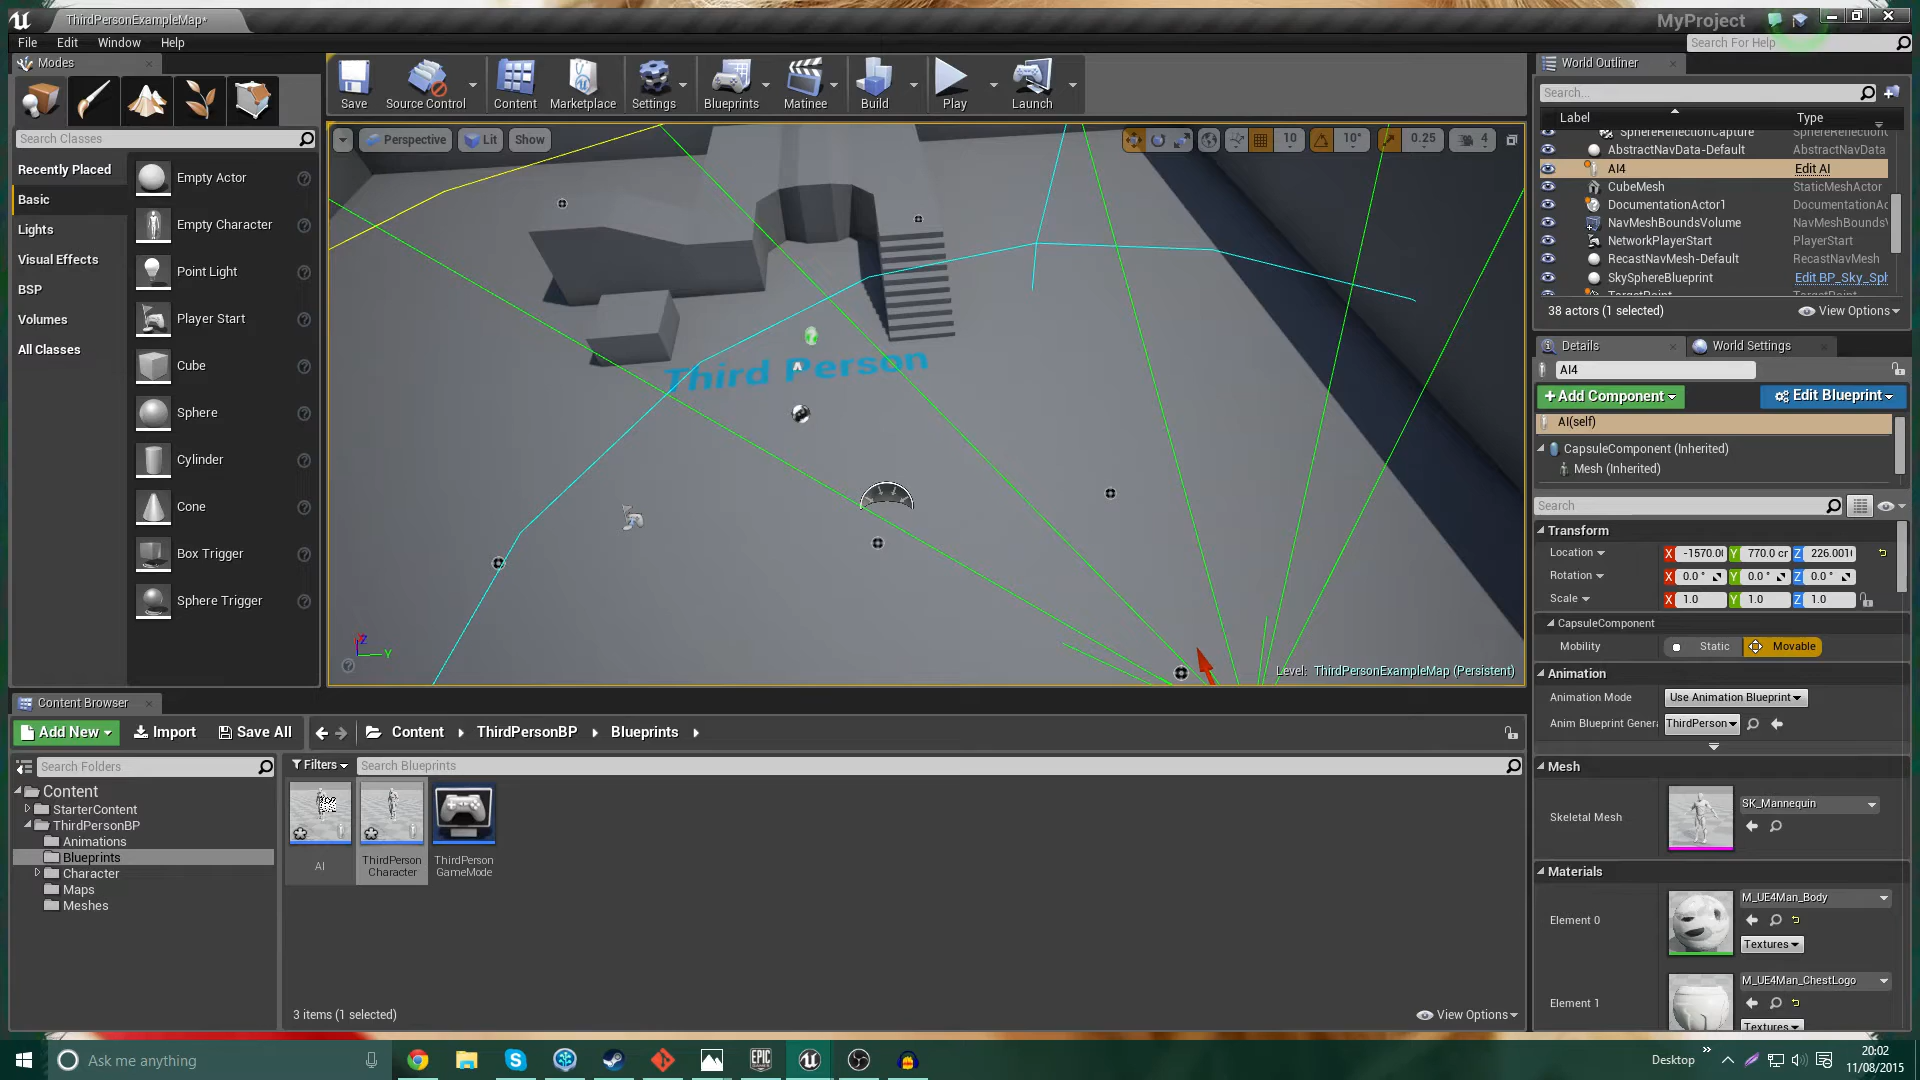 ThirdPersonExampleMap*
MyProject
File Edit Window Help
Search For Help
Modes
Save Source Control Content Marketplace Settings Blueprints Matinee Build Play Launch
Search Classes
Recently Placed
Basic
Lights
Visual Effects
BSP
Volumes
All Classes
Empty Actor
Empty Character
Point Light
Player Start
Cube
Sphere
Cylinder
Cone
Box Trigger
Sphere Trigger
Perspective Lit Show
10 10° 0.25 4
Third Person
Z
Y
Level: ThirdPersonExampleMap (Persistent)
World Outliner
Search...
Label Type
SphereReflectionCapture SphereReflectionC
AbstractNavData-Default AbstractNavData
AI4 Edit AI
CubeMesh StaticMeshActor
DocumentationActor1 DocumentationAc
NavMeshBoundsVolume NavMeshBoundsV
NetworkPlayerStart PlayerStart
RecastNavMesh-Default RecastNavMesh
SkySphereBlueprint Edit BP_Sky_Sph
TargetPoint TargetPoint
38 actors (1 selected) View Options
Details World Settings
AI4
+Add Component Edit Blueprint
AI(self)
CapsuleComponent (Inherited)
Mesh (Inherited)
Search
Transform
Location X -1570.0 Y 770.0 cr Z 226.001
Rotation X 0.0 ° Y 0.0 ° Z 0.0 °
Scale X 1.0 Y 1.0 Z 1.0
CapsuleComponent
Mobility Static Movable
Animation
Animation Mode Use Animation Blueprint
Anim Blueprint Genera ThirdPerson
Mesh
Skeletal Mesh SK_Mannequin
Materials
Element 0 M_UE4Man_Body
Textures
Element 1 M_UE4Man_ChestLogo
Textures
Content Browser
Add New Import Save All Content ThirdPersonBP Blueprints
Search Folders
Filters Search Blueprints
Content
StarterContent
ThirdPersonBP
Animations
Blueprints
Character
Maps
Meshes
AI
ThirdPerson
Character
ThirdPerson
GameMode
3 items (1 selected) View Options
Ask me anything
EPIC
GAMES
Desktop
20:02
11/08/2015